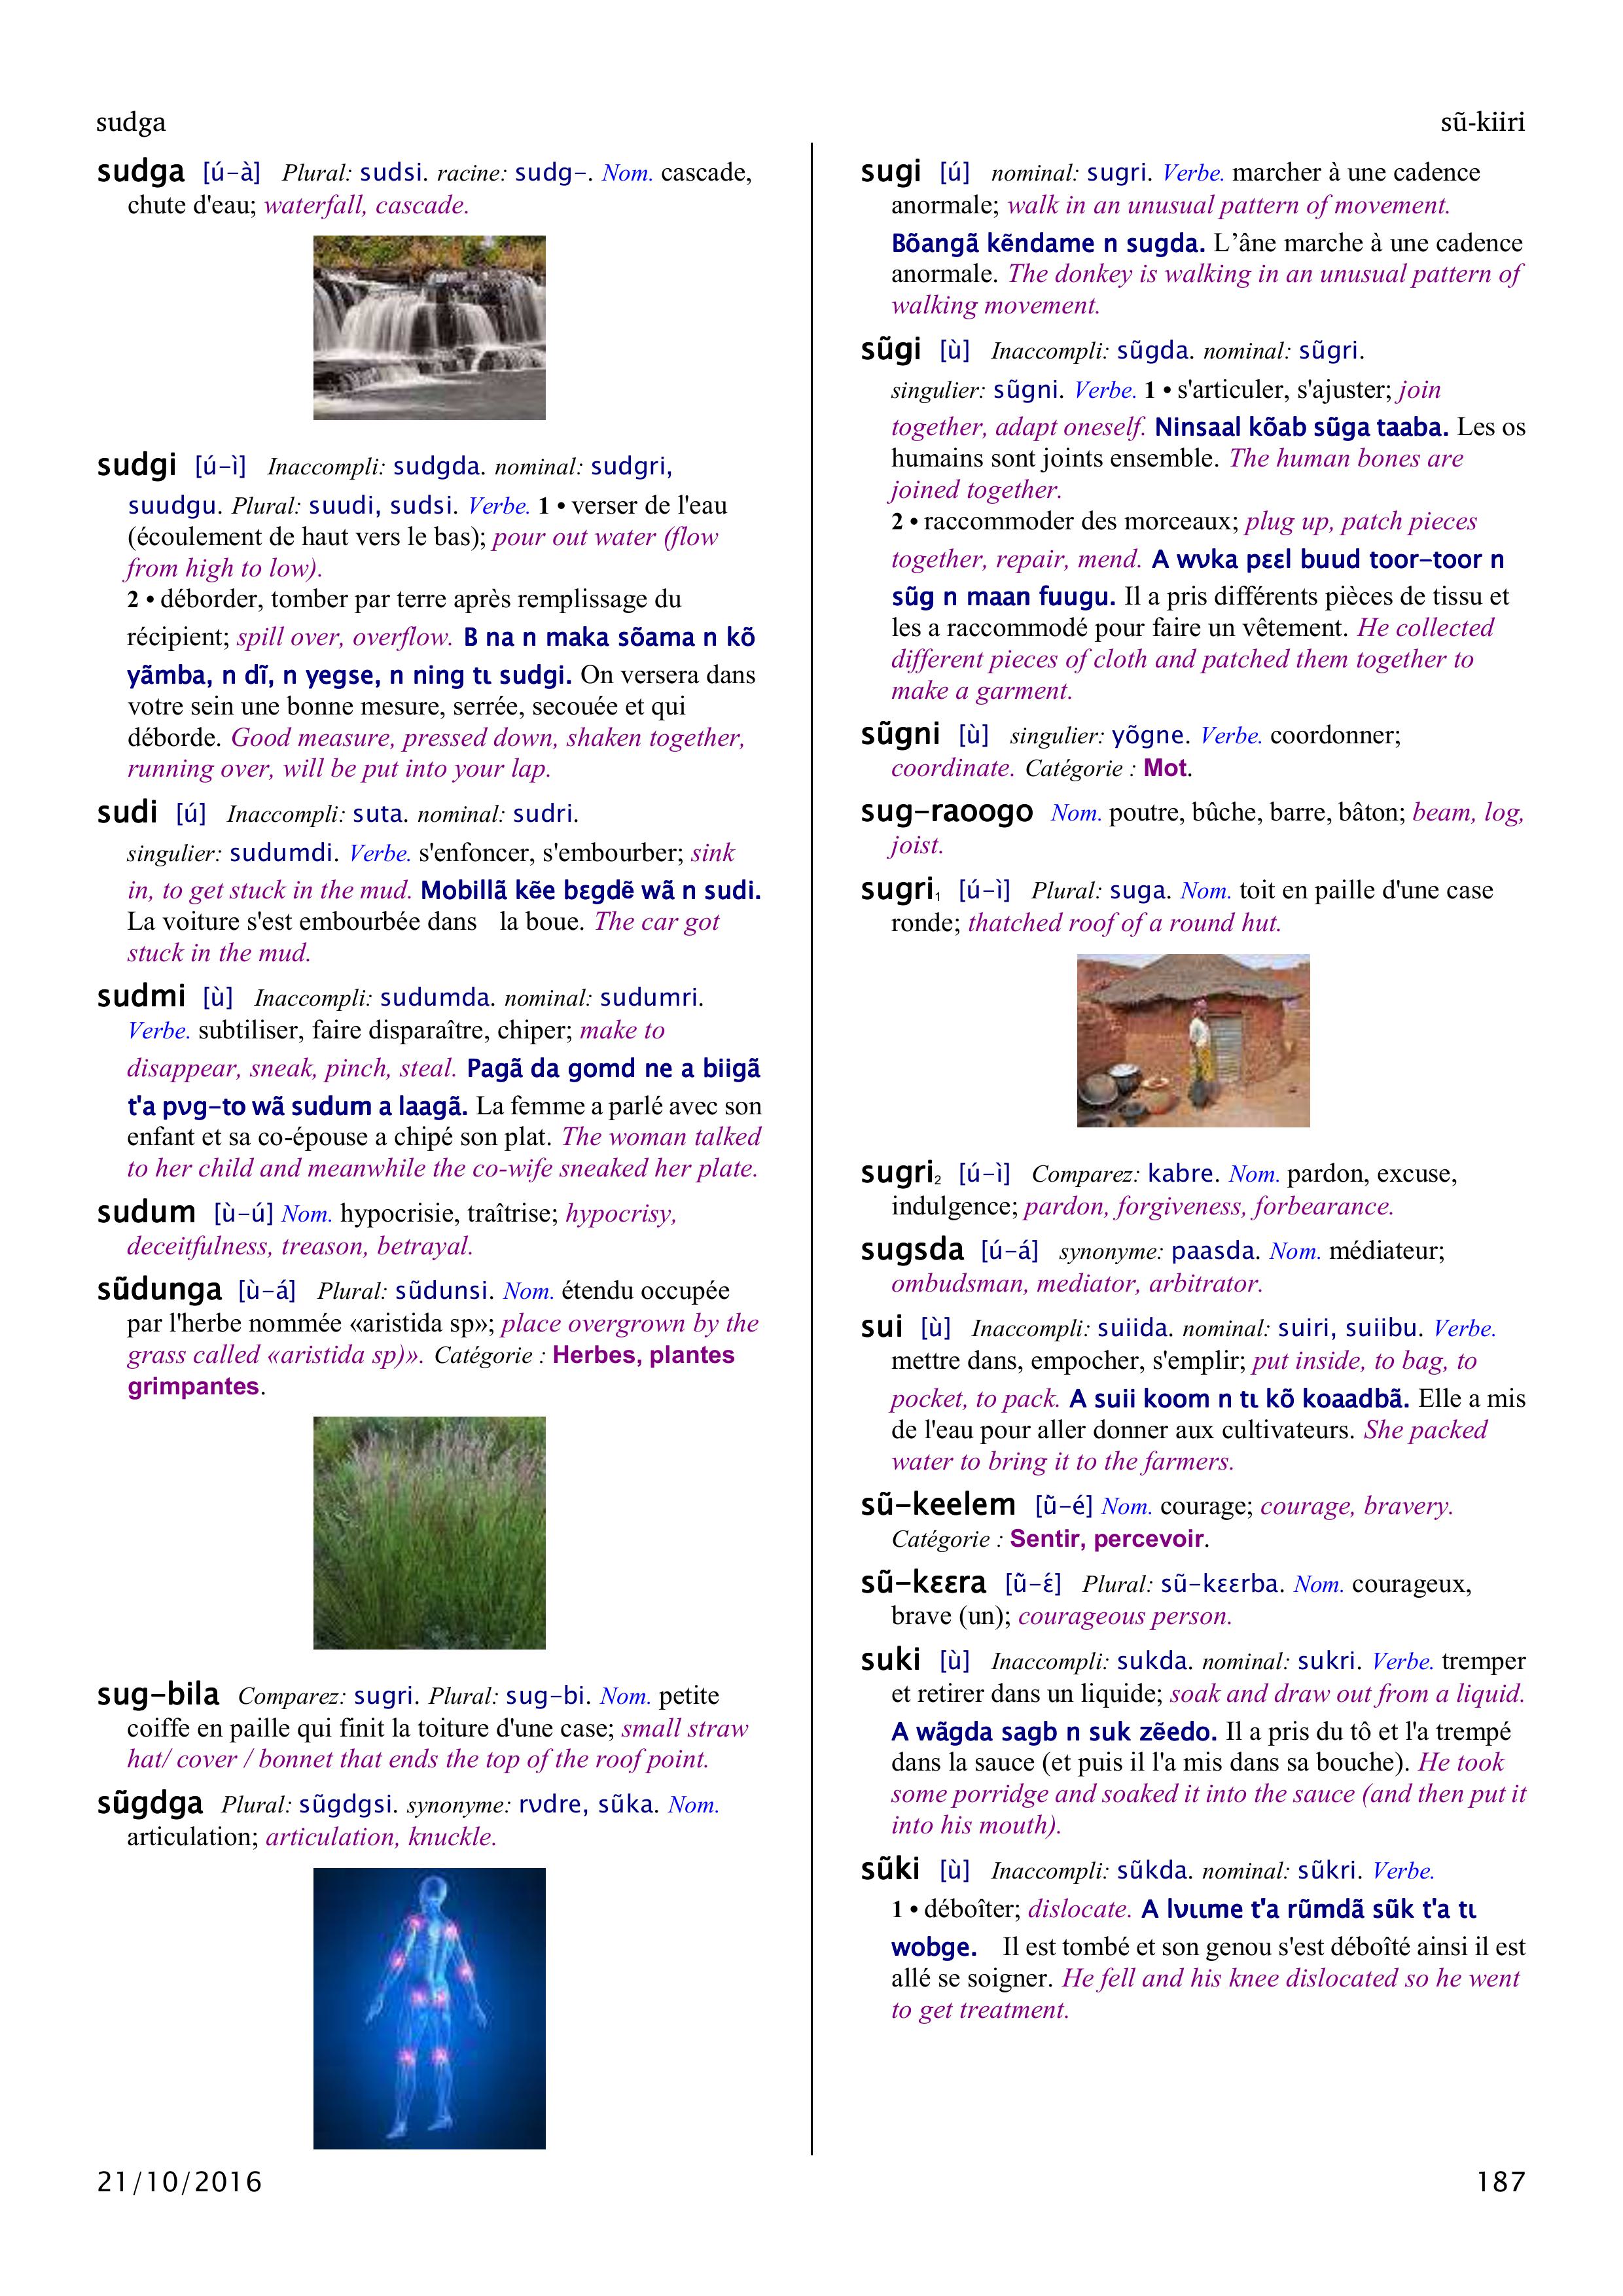 sudga
sũ-kiiri
sudga [ú-à] Plural: sudsi. racine: sudg-. Nom. cascade,
chute d'eau; waterfall, cascade.
sudgi [ú-ì] Inaccompli: sudgda. nominal: sudgri,
suudgu. Plural: suudi, sudsi. Verbe. 1 • verser de l'eau
(écoulement de haut vers le bas); pour out water (flow
from high to low).
2 • déborder, tomber par terre après remplissage du
récipient; spill over, overflow. B na n maka sõama n kõ
yãmba, n dĩ, n yegse, n ning tɩ sudgi. On versera dans
votre sein une bonne mesure, serrée, secouée et qui
déborde. Good measure, pressed down, shaken together,
running over, will be put into your lap.
sudi [ú] Inaccompli: suta. nominal: sudri.
singulier: sudumdi. Verbe. s'enfoncer, s'embourber; sink
in, to get stuck in the mud. Mobillã kẽe bɛgdẽ wã n sudi.
La voiture s'est embourbée dans la boue. The car got
stuck in the mud.
sudmi [ù] Inaccompli: sudumda. nominal: sudumri.
Verbe. subtiliser, faire disparaître, chiper; make to
disappear, sneak, pinch, steal. Pagã da gomd ne a biigã
t'a pʋg-to wã sudum a laagã. La femme a parlé avec son
enfant et sa co-épouse a chipé son plat. The woman talked
to her child and meanwhile the co-wife sneaked her plate.
sudum [ù-ú] Nom. hypocrisie, traîtrise; hypocrisy,
deceitfulness, treason, betrayal.
sũdunga [ù-á] Plural: sũdunsi. Nom. étendu occupée
par l'herbe nommée «aristida sp»; place overgrown by the
grass called «aristida sp)». Catégorie : Herbes, plantes
grimpantes.
sug-bila Comparez: sugri. Plural: sug-bi. Nom. petite
coiffe en paille qui finit la toiture d'une case; small straw
hat/ cover / bonnet that ends the top of the roof point.
sũgdga Plural: sũgdgsi. synonyme: rʋdre, sũka. Nom.
articulation; articulation, knuckle.
sugi [ú] nominal: sugri. Verbe. marcher à une cadence
anormale; walk in an unusual pattern of movement.
Bõangã kẽndame n sugda. L’âne marche à une cadence
anormale. The donkey is walking in an unusual pattern of
walking movement.
sũgi [ù] Inaccompli: sũgda. nominal: sũgri.
singulier: sũgni. Verbe. 1 • s'articuler, s'ajuster; join
together, adapt oneself. Ninsaal kõab sũga taaba. Les os
humains sont joints ensemble. The human bones are
joined together.
2 • raccommoder des morceaux; plug up, patch pieces
together, repair, mend. A wʋka pɛɛl buud toor-toor n
sũg n maan fuugu. Il a pris différents pièces de tissu et
les a raccommodé pour faire un vêtement. He collected
different pieces of cloth and patched them together to
make a garment.
sũgni [ù] singulier: yõgne. Verbe. coordonner;
coordinate. Catégorie : Mot.
sug-raoogo Nom. poutre, bûche, barre, bâton; beam, log,
joist.
sugri₁ [ú-ì] Plural: suga. Nom. toit en paille d'une case
ronde; thatched roof of a round hut.
sugri₂ [ú-ì] Comparez: kabre. Nom. pardon, excuse,
indulgence; pardon, forgiveness, forbearance.
sugsda [ú-á] synonyme: paasda. Nom. médiateur;
ombudsman, mediator, arbitrator.
sui [ù] Inaccompli: suiida. nominal: suiri, suiibu. Verbe.
mettre dans, empocher, s'emplir; put inside, to bag, to
pocket, to pack. A suii koom n tɩ kõ koaadbã. Elle a mis
de l'eau pour aller donner aux cultivateurs. She packed
water to bring it to the farmers.
sũ-keelem [ũ̀-é] Nom. courage; courage, bravery.
Catégorie : Sentir, percevoir.
sũ-kɛɛra [ũ̀-ɛ́] Plural: sũ-kɛɛrba. Nom. courageux,
brave (un); courageous person.
suki [ù] Inaccompli: sukda. nominal: sukri. Verbe. tremper
et retirer dans un liquide; soak and draw out from a liquid.
A wãgda sagb n suk zẽedo. Il a pris du tô et l'a trempé
dans la sauce (et puis il l'a mis dans sa bouche). He took
some porridge and soaked it into the sauce (and then put it
into his mouth).
sũki [ù] Inaccompli: sũkda. nominal: sũkri. Verbe.
1 • déboîter; dislocate. A lʋɩɩme t'a rũmdã sũk t'a tɩ
wobge. Il est tombé et son genou s'est déboîté ainsi il est
allé se soigner. He fell and his knee dislocated so he went
to get treatment.
21/10/2016
187